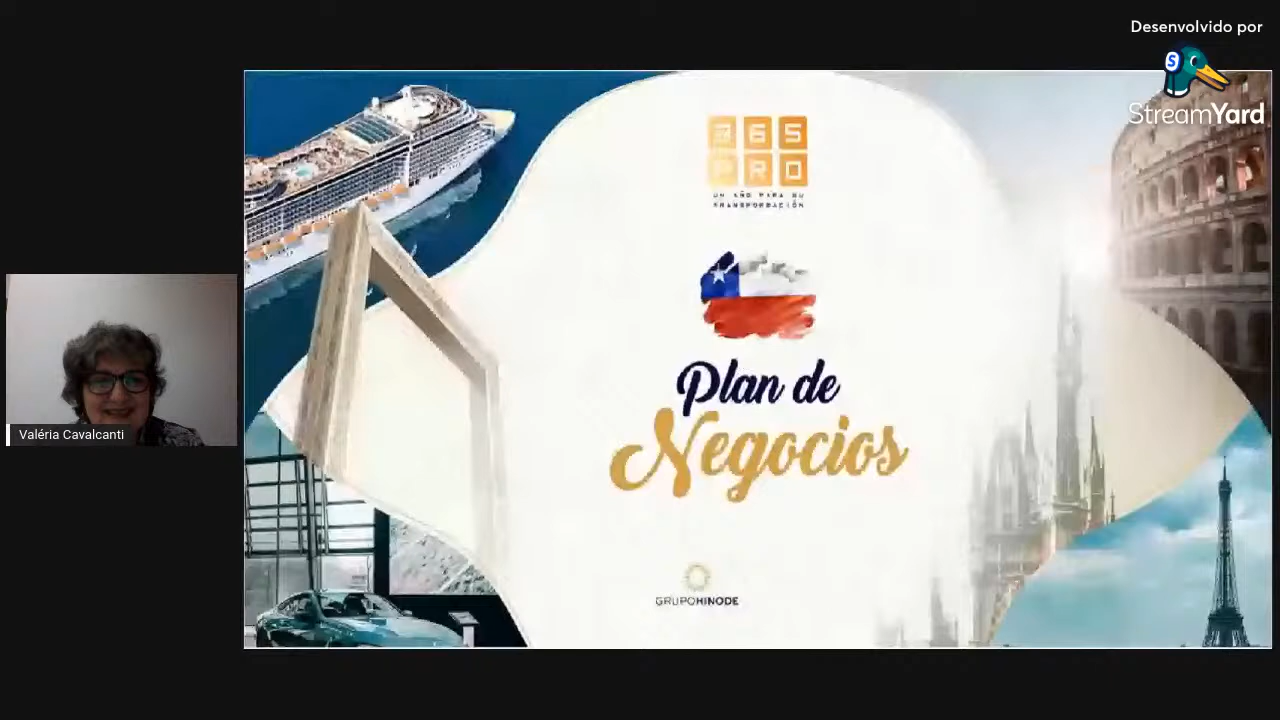 Desenvolvido por
StreamYard
365
PRO
UN AÑO PARA SU
TRANSFORMACIÓN
Plan de
Negocios
GRUPOHINODE
Valéria Cavalcanti